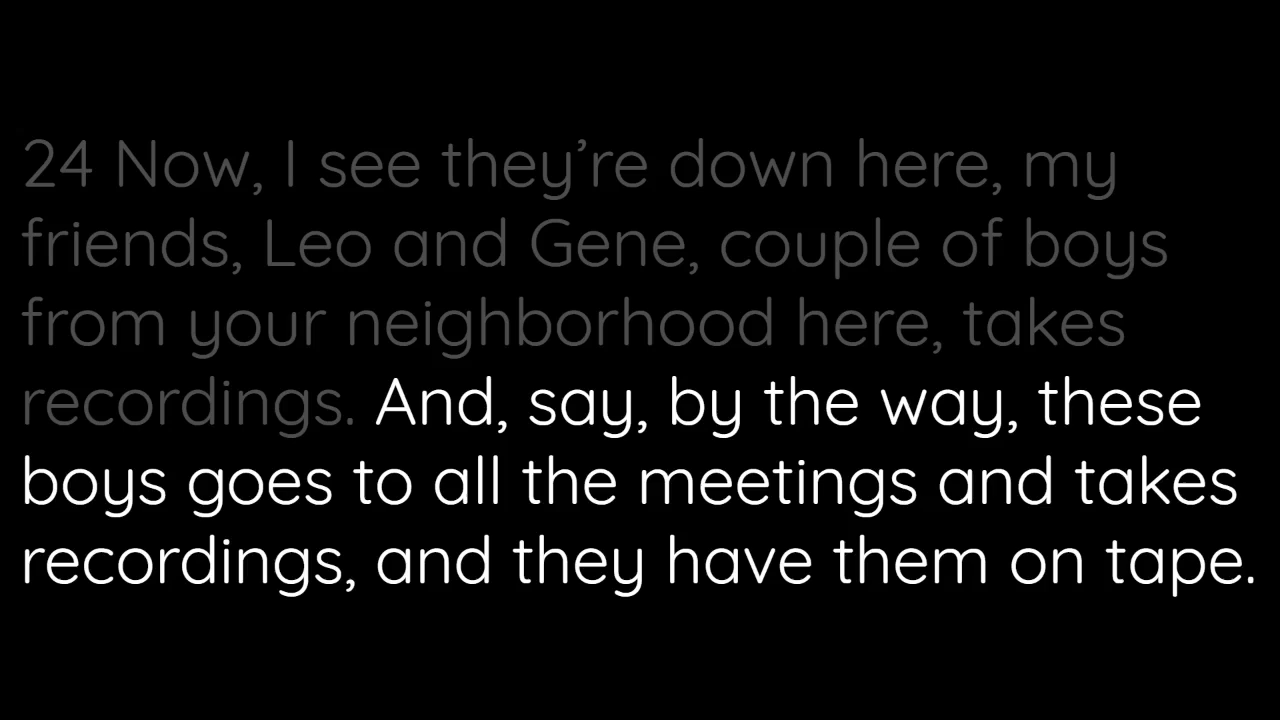 24 Now, I see they’re down here, my
friends, Leo and Gene, couple of boys
from your neighborhood here, takes
recordings. And, say, by the way, these
boys goes to all the meetings and takes
recordings, and they have them on tape.